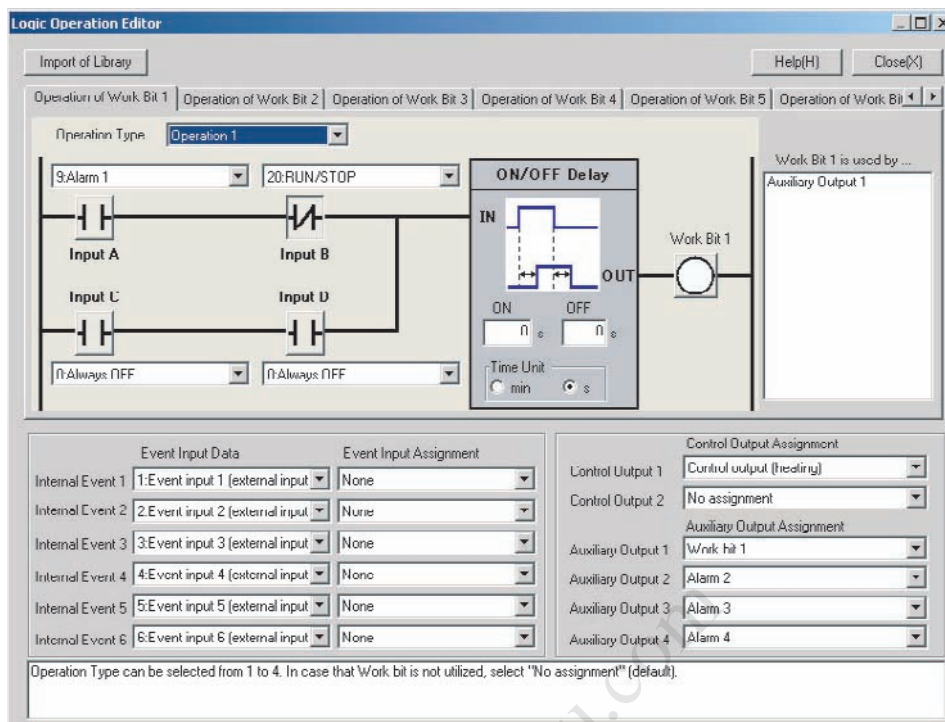 Logic Operation Editor
Import of Library
Help(H)
Close(X)
Operation of Work Bit 1
Operation of Work Bit 2
Operation of Work Bit 3
Operation of Work Bit 4
Operation of Work Bit 5
Operation of Work Bit
Operation Type
Operation 1
Work Bit 1 is used by ...
Auxiliary Output 1
9:Alarm 1
20:RUN/STOP
ON/OFF Delay
IN
Input A
Input B
Work Bit 1
OUT
Input C
Input D
ON
OFF
0 s
0 s
0:Always OFF
0:Always OFF
Time Unit
min
s
Event Input Data
Event Input Assignment
Internal Event 1
1:Event input 1 (external input
None
Internal Event 2
2:Event input 2 (external input
None
Internal Event 3
3:Event input 3 (external input
None
Internal Event 4
4:Event input 4 (external input
None
Internal Event 5
5:Event input 5 (external input
None
Internal Event 6
6:Event input 6 (external input
None
Control Output Assignment
Control Output 1
Control output (heating)
Control Output 2
No assignment
Auxiliary Output Assignment
Auxiliary Output 1
Work bit 1
Auxiliary Output 2
Alarm 2
Auxiliary Output 3
Alarm 3
Auxiliary Output 4
Alarm 4
Operation Type can be selected from 1 to 4. In case that Work bit is not utilized, select "No assignment" (default).